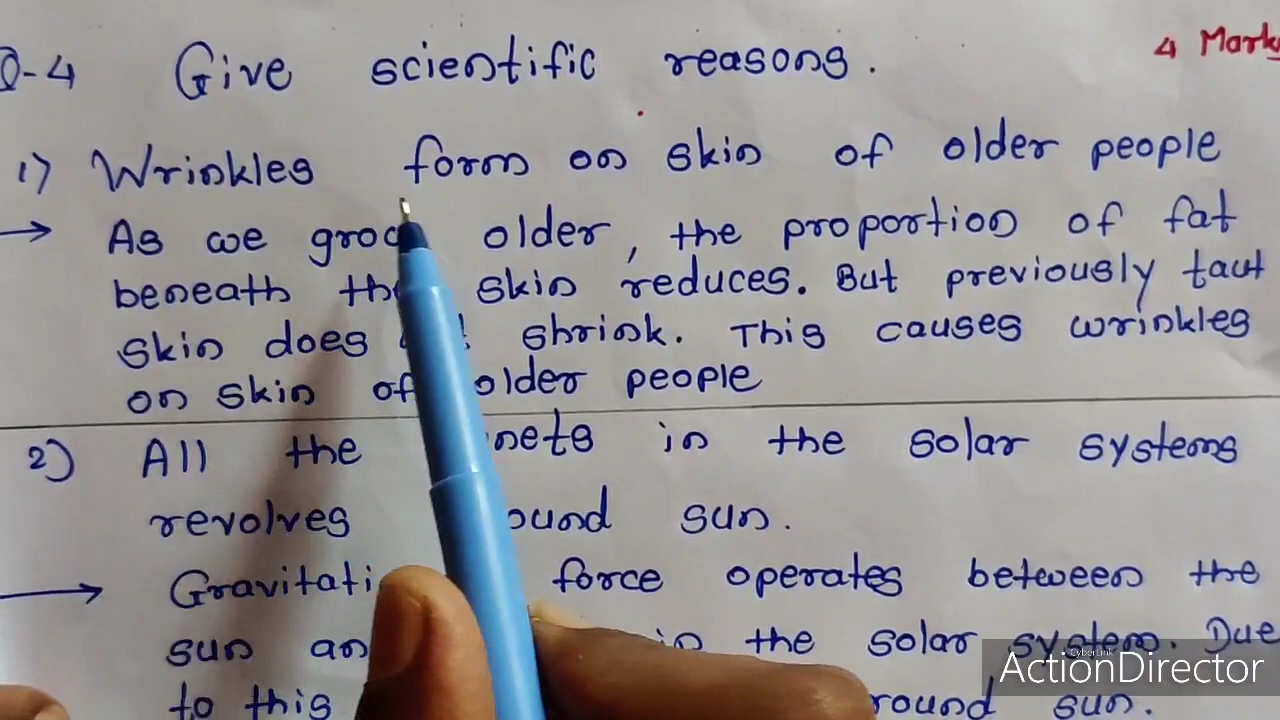 Q-4 Give scientific reasons. 4 Mark
1) Wrinkles form on skin of older people
→ As we grow older, the proportion of fat
beneath the skin reduces. But previously taut
skin does shrink. This causes wrinkles
on skin of older people
2) All the in the solar systems
revolves sun.
→ force operates between the
sun in the solar system. Due
to this sun.
CyberLink
ActionDirector